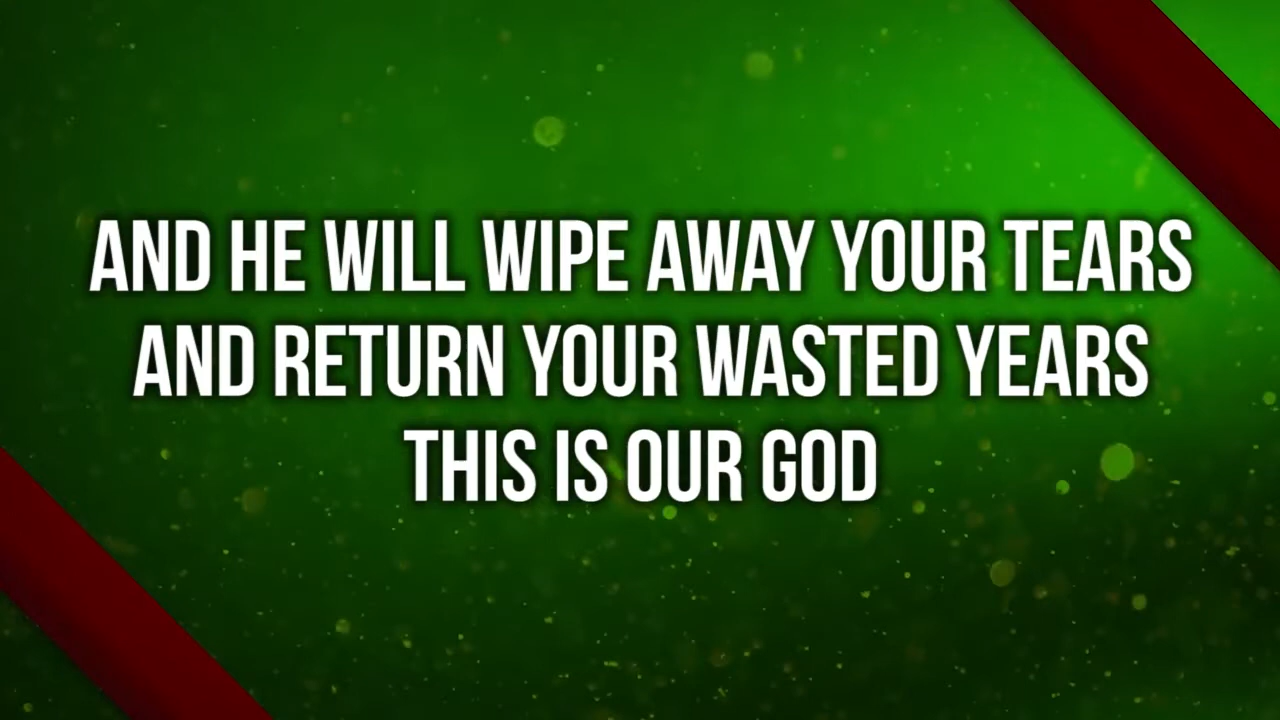 AND HE WILL WIPE AWAY YOUR TEARS
AND RETURN YOUR WASTED YEARS
THIS IS OUR GOD